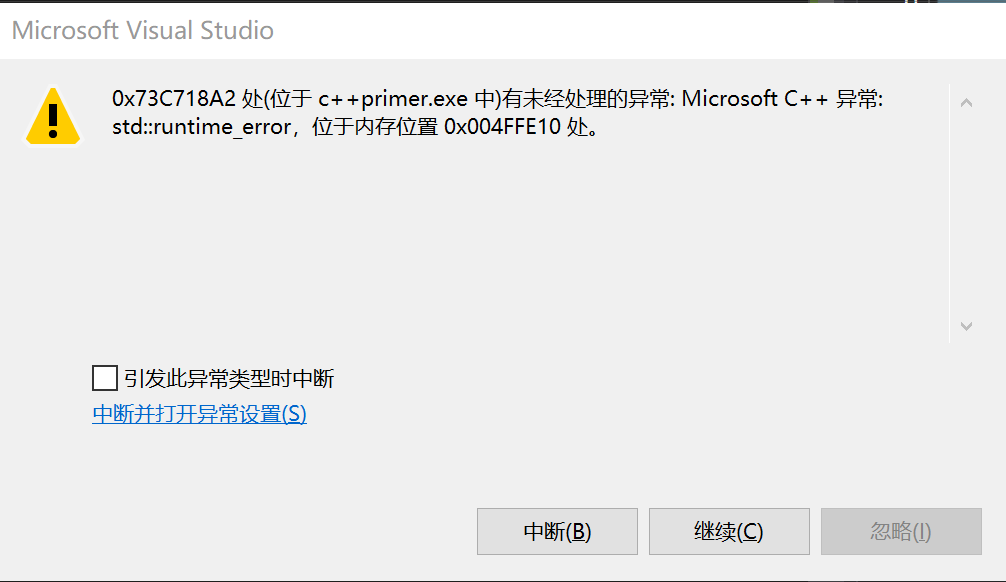 Microsoft Visual Studio
0x73C718A2 处(位于 c++primer.exe 中)有未经处理的异常: Microsoft C++ 异常:
std::runtime_error，位于内存位置 0x004FFE10 处。
引发此异常类型时中断
中断并打开异常设置(S)
中断(B) 继续(C) 忽略(I)